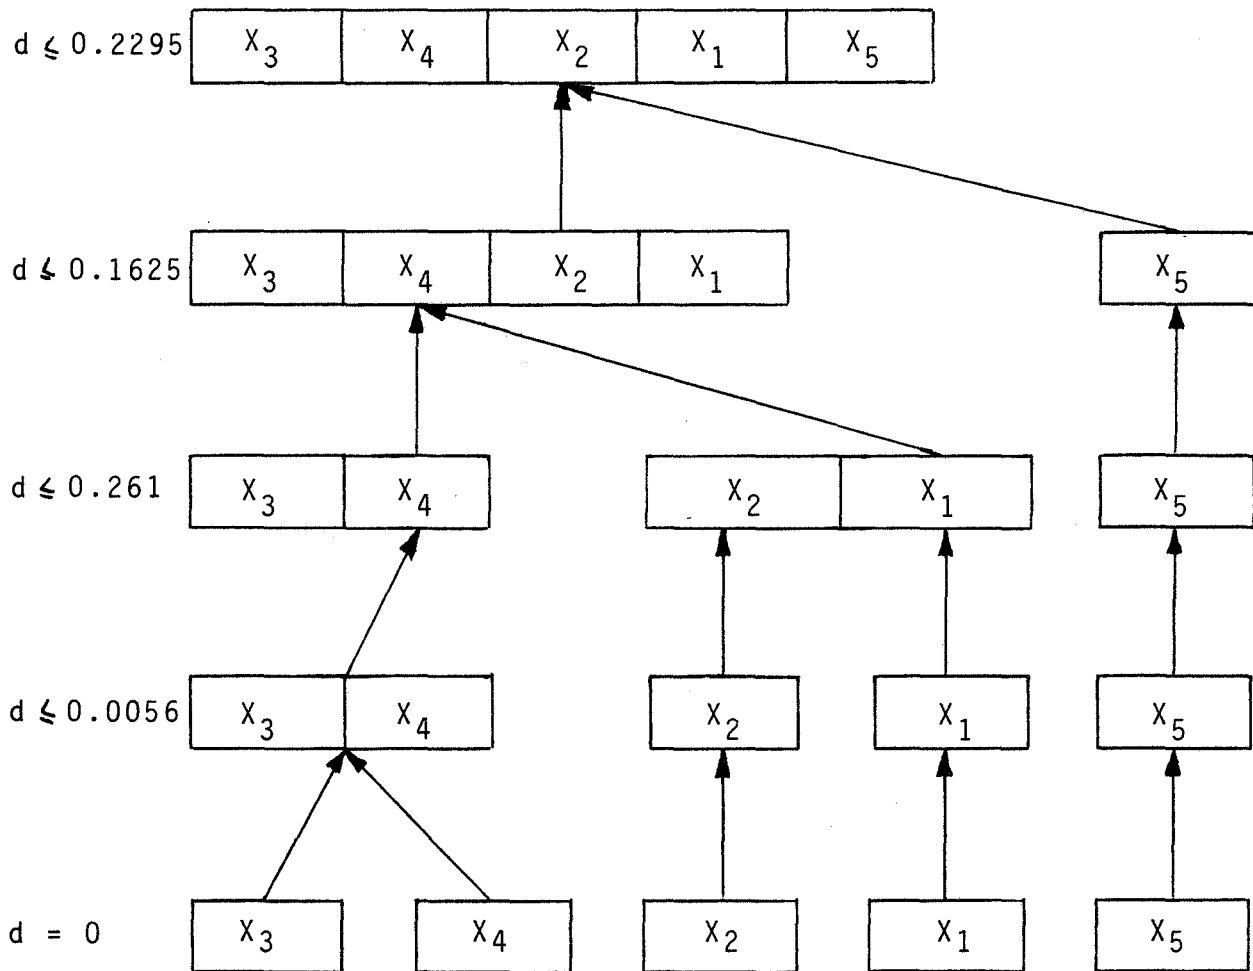 d ≤ 0.2295 X₃ X₄ X₂ X₁ X₅
d ≤ 0.1625 X₃ X₄ X₂ X₁ X₅
d ≤ 0.261 X₃ X₄ X₂ X₁ X₅
d ≤ 0.0056 X₃ X₄ X₂ X₁ X₅
d = 0 X₃ X₄ X₂ X₁ X₅